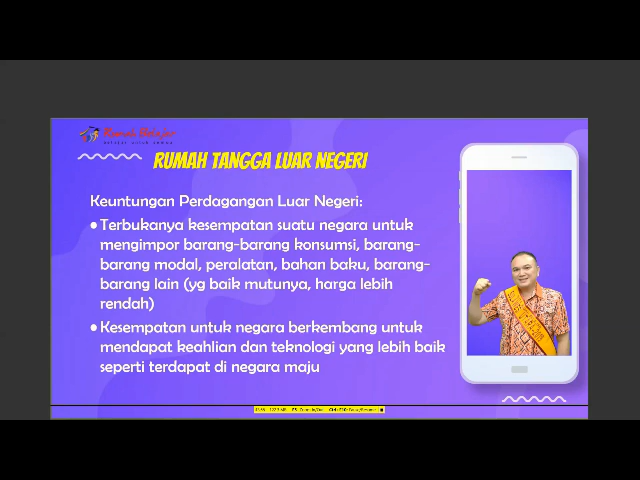 Rumah Belajar
RUMAH TANGGA LUAR NEGERI
Keuntungan Perdagangan Luar Negeri:
•Terbukanya kesempatan suatu negara untuk
mengimpor barang-barang konsumsi, barang-
barang modal, peralatan, bahan baku, barang-
barang lain (yg baik mutunya, harga lebih
rendah)
•Kesempatan untuk negara berkembang untuk
mendapat keahlian dan teknologi yang lebih baik
seperti terdapat di negara maju